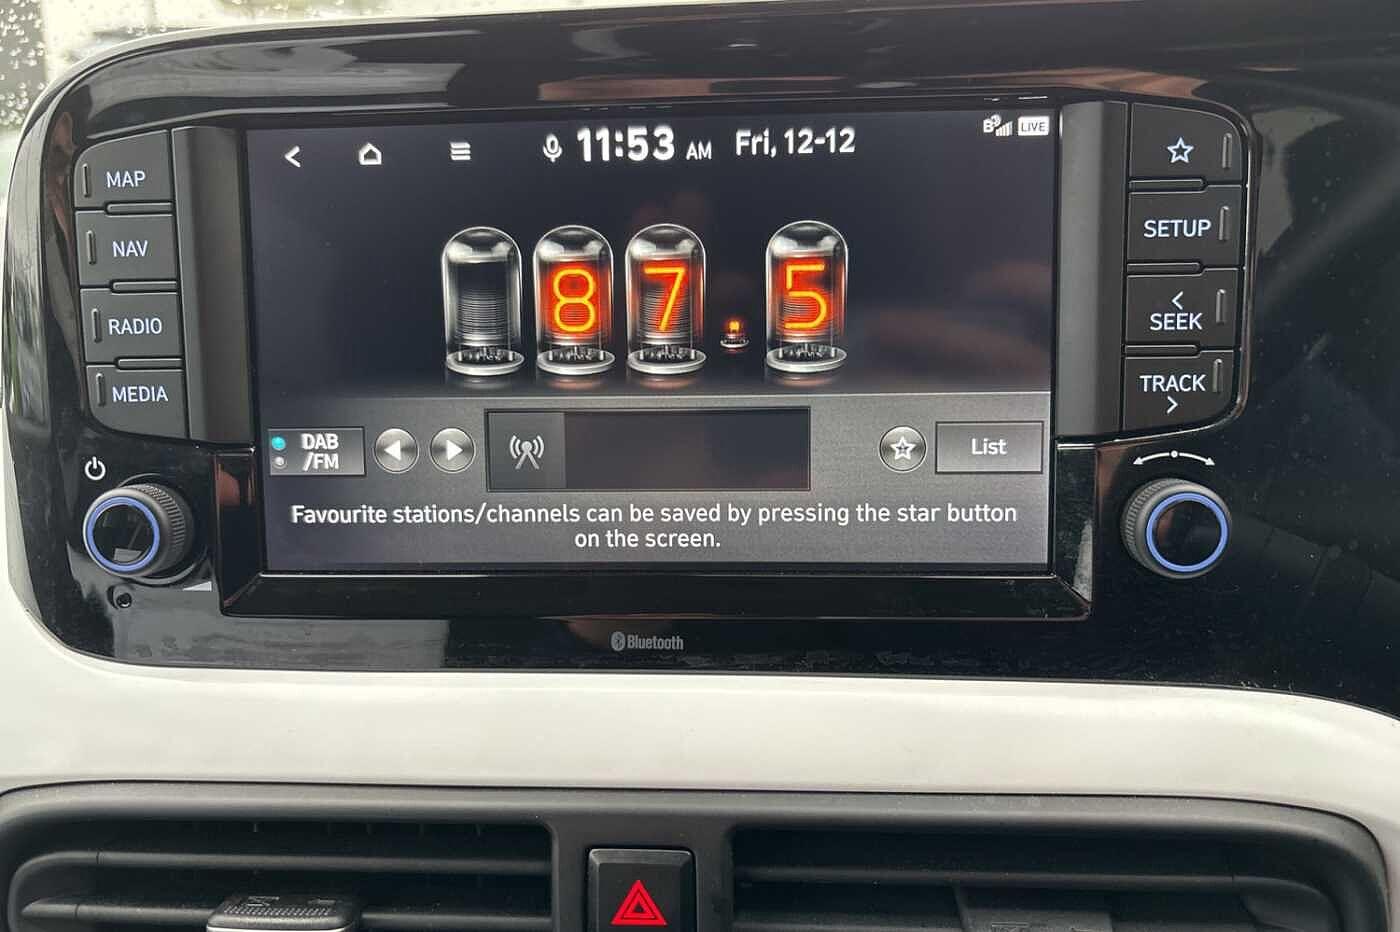 11:53 AM Fri, 12-12
LIVE
MAP
NAV
RADIO
MEDIA
SETUP
< SEEK
TRACK >
87.5
DAB
/FM
List
Favourite stations/channels can be saved by pressing the star button
on the screen.
Bluetooth